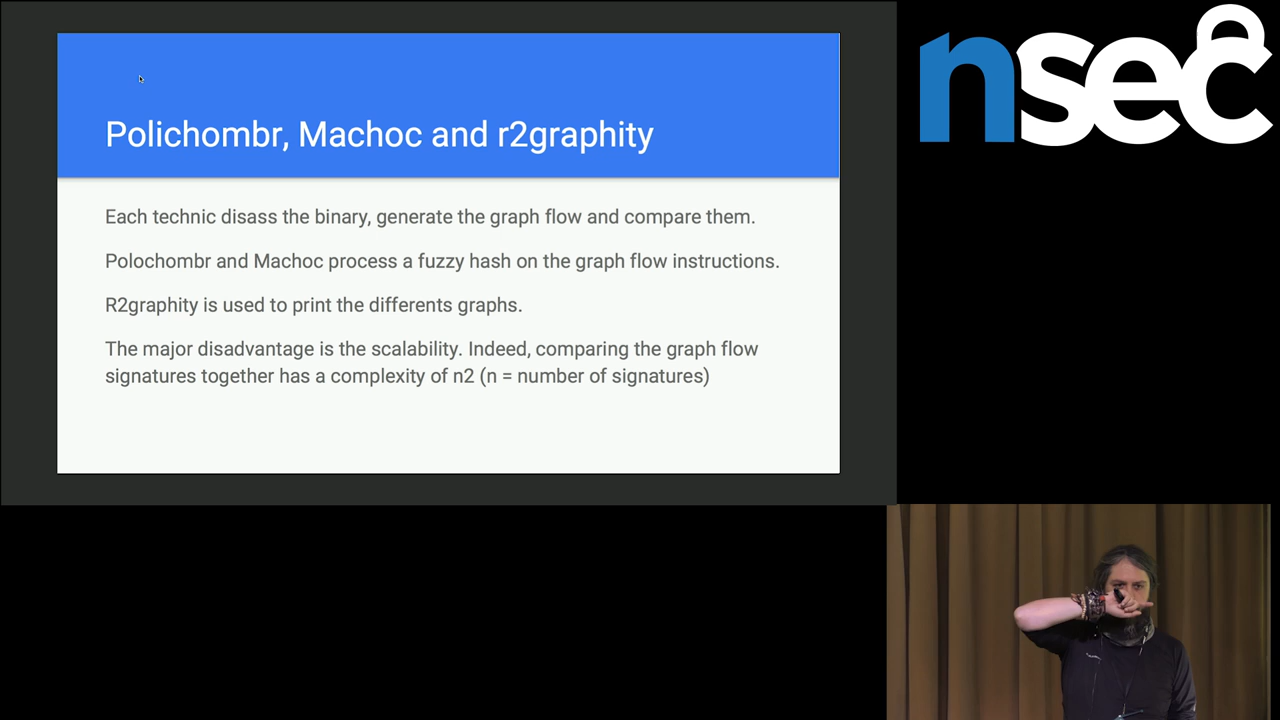 Polichombr, Machoc and r2graphity
Each technic disass the binary, generate the graph flow and compare them.
Polochombr and Machoc process a fuzzy hash on the graph flow instructions.
R2graphity is used to print the differents graphs.
The major disadvantage is the scalability. Indeed, comparing the graph flow
signatures together has a complexity of n2 (n = number of signatures)
nsec